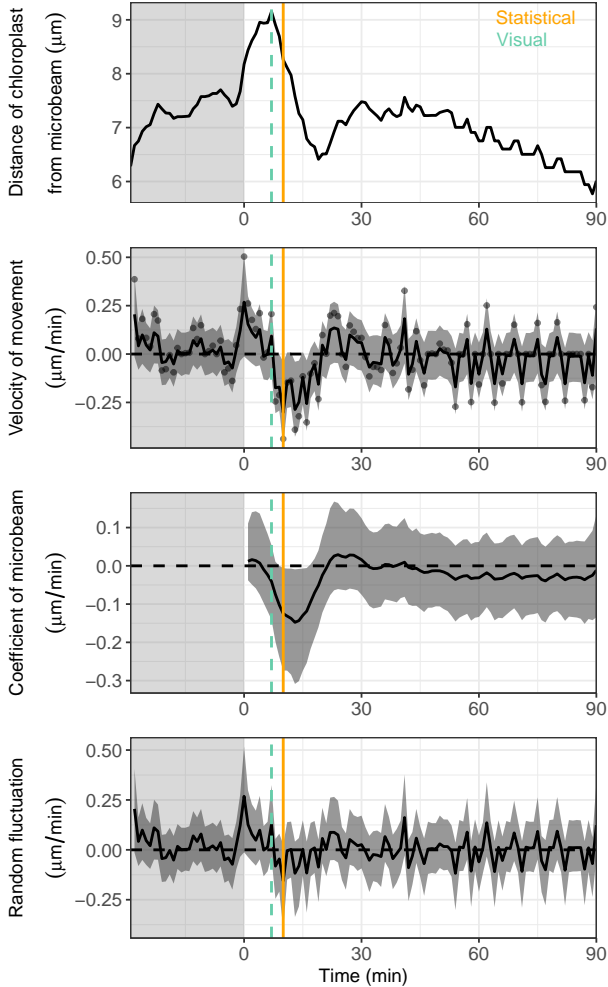 Statistical
Visual
Distance of chloroplast
from microbeam (μm)
9
8
7
6
0 30 60 90
Velocity of movement
(μm/min)
0.50
0.25
0.00
−0.25
0 30 60 90
Coefficient of microbeam
(μm/min)
0.1
0.0
−0.1
−0.2
−0.3
0 30 60 90
Random fluctuation
(μm/min)
0.50
0.25
0.00
−0.25
0 30 60 90
Time (min)